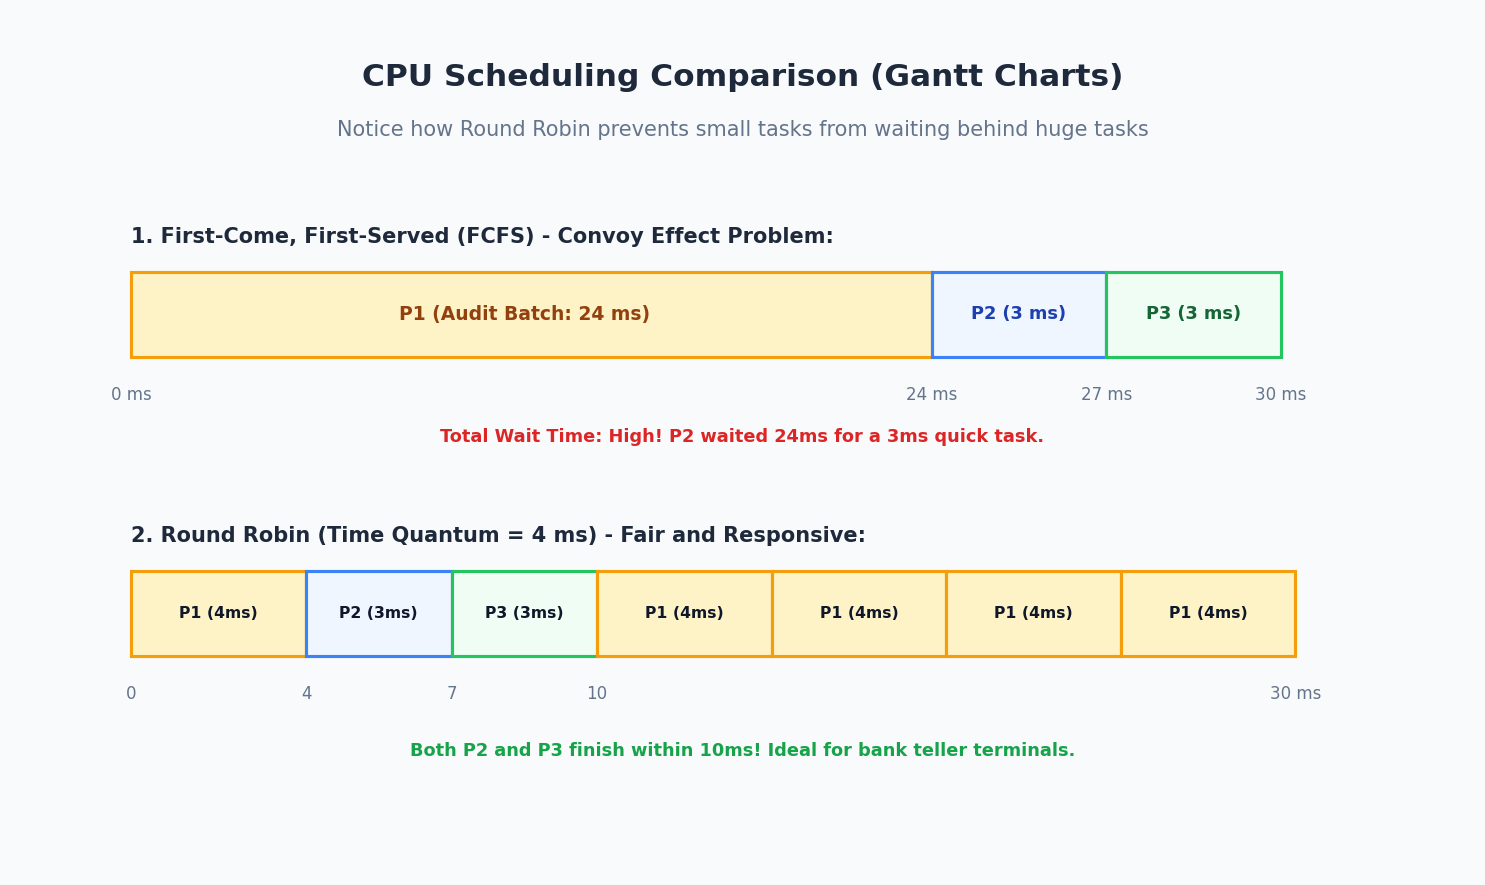 CPU Scheduling Comparison (Gantt Charts)
Notice how Round Robin prevents small tasks from waiting behind huge tasks
1. First-Come, First-Served (FCFS) - Convoy Effect Problem:
P1 (Audit Batch: 24 ms) P2 (3 ms) P3 (3 ms)
0 ms 24 ms 27 ms 30 ms
Total Wait Time: High! P2 waited 24ms for a 3ms quick task.
2. Round Robin (Time Quantum = 4 ms) - Fair and Responsive:
P1 (4ms) P2 (3ms) P3 (3ms) P1 (4ms) P1 (4ms) P1 (4ms) P1 (4ms)
0 4 7 10 30 ms
Both P2 and P3 finish within 10ms! Ideal for bank teller terminals.